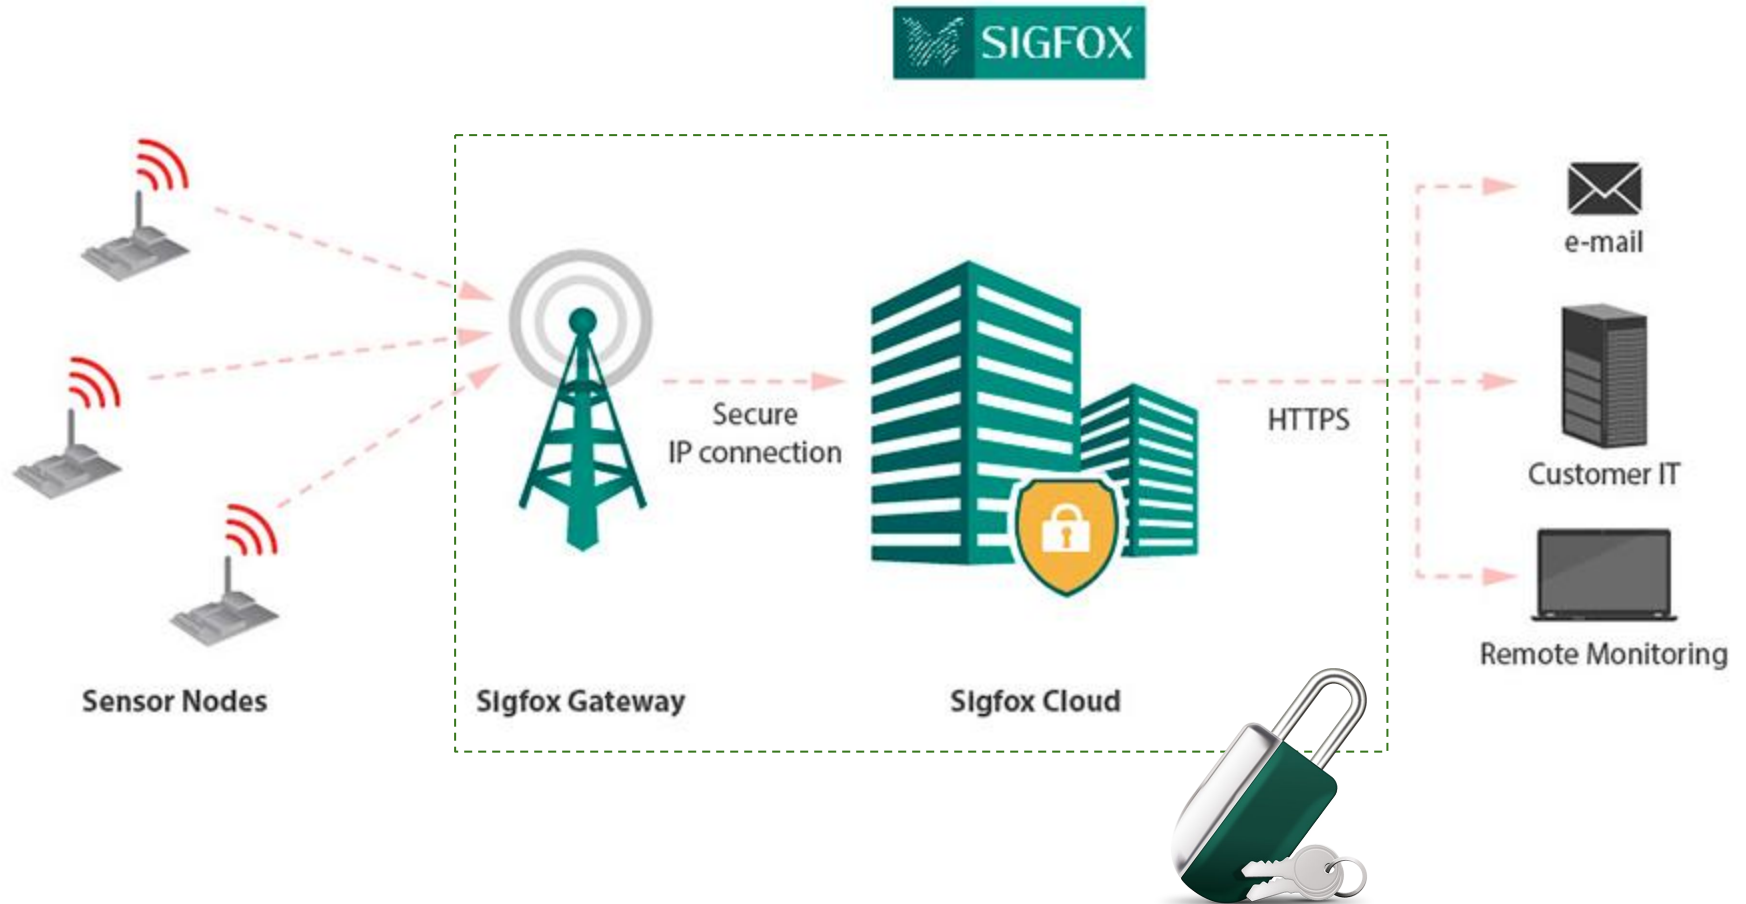 SIGFOX
e-mail
Secure
IP connection
HTTPS
Customer IT
Remote Monitoring
Sensor Nodes
Sigfox Gateway
Sigfox Cloud